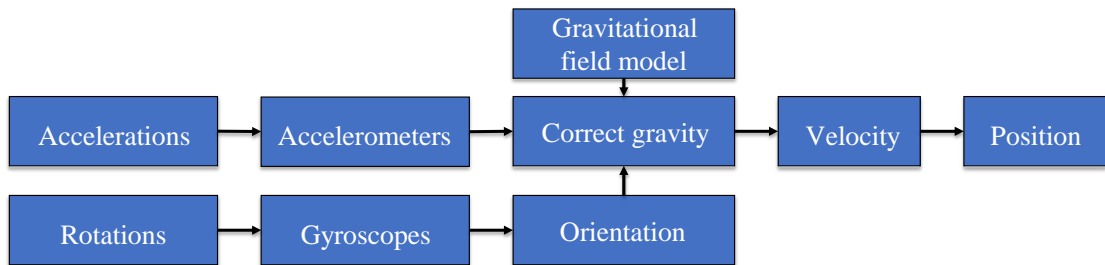 Gravitational
field model
Accelerations
Accelerometers
Correct gravity
Velocity
Position
Rotations
Gyroscopes
Orientation